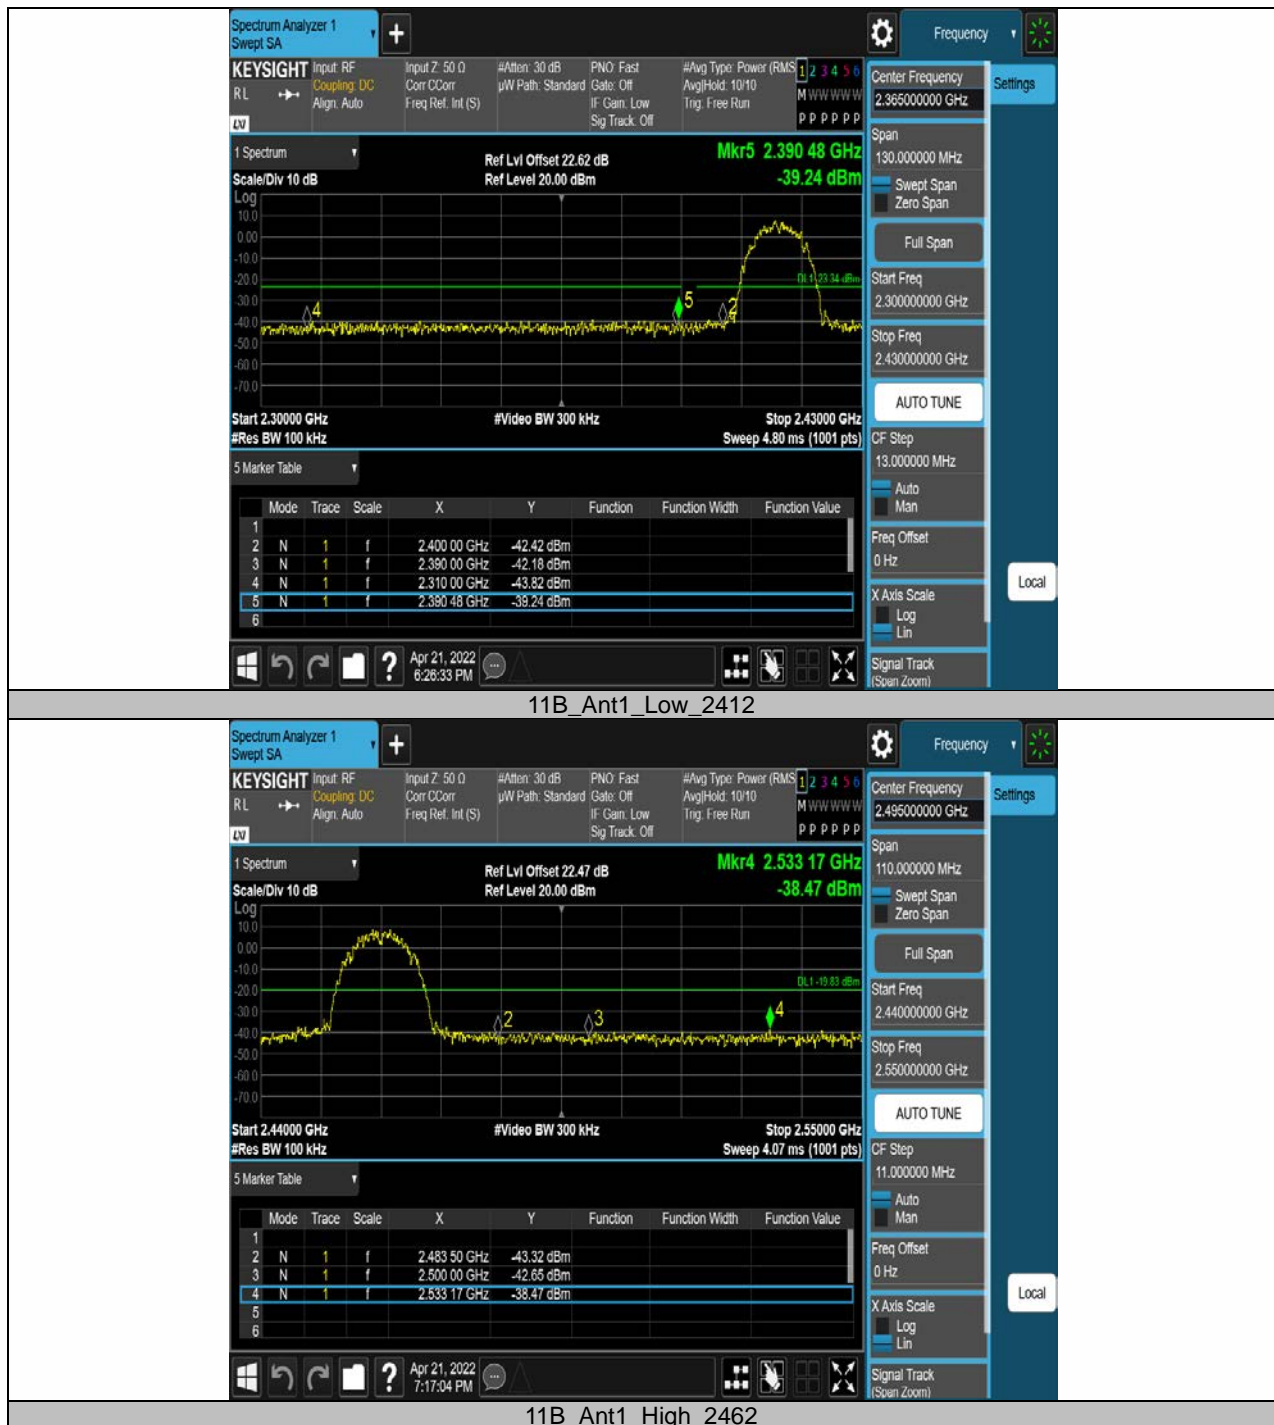 Spectrum Analyzer 1
Swept SA
Frequency
KEYSIGHT Input: RF Input Z: 50 Ω #Atten: 30 dB PNO: Fast #Avg Type: Power (RMS 1 2 3 4 5 6
RL Coupling: DC Corr CCorr µW Path: Standard Gate: Off Avg|Hold: 10/10 M W W W W W
Align: Auto Freq Ref: Int (S) IF Gain: Low Trig: Free Run
LXI Sig Track: Off P P P P P P
Center Frequency
2.365000000 GHz
Settings
1 Spectrum
Ref Lvl Offset 22.62 dB
Mkr5 2.390 48 GHz
Scale/Div 10 dB
Ref Level 20.00 dBm
-39.24 dBm
Span
130.000000 MHz
Swept Span
Zero Span
Full Span
Start Freq
2.300000000 GHz
Stop Freq
2.430000000 GHz
AUTO TUNE
CF Step
13.000000 MHz
Auto
Man
Freq Offset
0 Hz
X Axis Scale
Log
Lin
Signal Track
(Span Zoom)
Local
Log
10.0
0.00
-10.0
-20.0
-30.0
-40.0
-50.0
-60.0
-70.0
DL1 -23.34 dBm
4
5
2
Start 2.30000 GHz #Video BW 300 kHz Stop 2.43000 GHz
#Res BW 100 kHz Sweep 4.80 ms (1001 pts)
5 Marker Table
Mode Trace Scale X Y Function Function Width Function Value
1
2 N 1 f 2.400 00 GHz -42.42 dBm
3 N 1 f 2.390 00 GHz -42.18 dBm
4 N 1 f 2.310 00 GHz -43.82 dBm
5 N 1 f 2.390 48 GHz -39.24 dBm
6
Apr 21, 2022
6:26:33 PM
11B_Ant1_Low_2412
Spectrum Analyzer 1
Swept SA
Frequency
KEYSIGHT Input: RF Input Z: 50 Ω #Atten: 30 dB PNO: Fast #Avg Type: Power (RMS 1 2 3 4 5 6
RL Coupling: DC Corr CCorr µW Path: Standard Gate: Off Avg|Hold: 10/10 M W W W W W
Align: Auto Freq Ref: Int (S) IF Gain: Low Trig: Free Run
LXI Sig Track: Off P P P P P P
Center Frequency
2.495000000 GHz
Settings
1 Spectrum
Ref Lvl Offset 22.47 dB
Mkr4 2.533 17 GHz
Scale/Div 10 dB
Ref Level 20.00 dBm
-38.47 dBm
Span
110.000000 MHz
Swept Span
Zero Span
Full Span
Start Freq
2.440000000 GHz
Stop Freq
2.550000000 GHz
AUTO TUNE
CF Step
11.000000 MHz
Auto
Man
Freq Offset
0 Hz
X Axis Scale
Log
Lin
Signal Track
(Span Zoom)
Local
Log
10.0
0.00
-10.0
-20.0
-30.0
-40.0
-50.0
-60.0
-70.0
DL1 -19.83 dBm
2
3
4
Start 2.44000 GHz #Video BW 300 kHz Stop 2.55000 GHz
#Res BW 100 kHz Sweep 4.07 ms (1001 pts)
5 Marker Table
Mode Trace Scale X Y Function Function Width Function Value
1
2 N 1 f 2.483 50 GHz -43.32 dBm
3 N 1 f 2.500 00 GHz -42.65 dBm
4 N 1 f 2.533 17 GHz -38.47 dBm
5
6
Apr 21, 2022
7:17:04 PM
11B_Ant1_High_2462